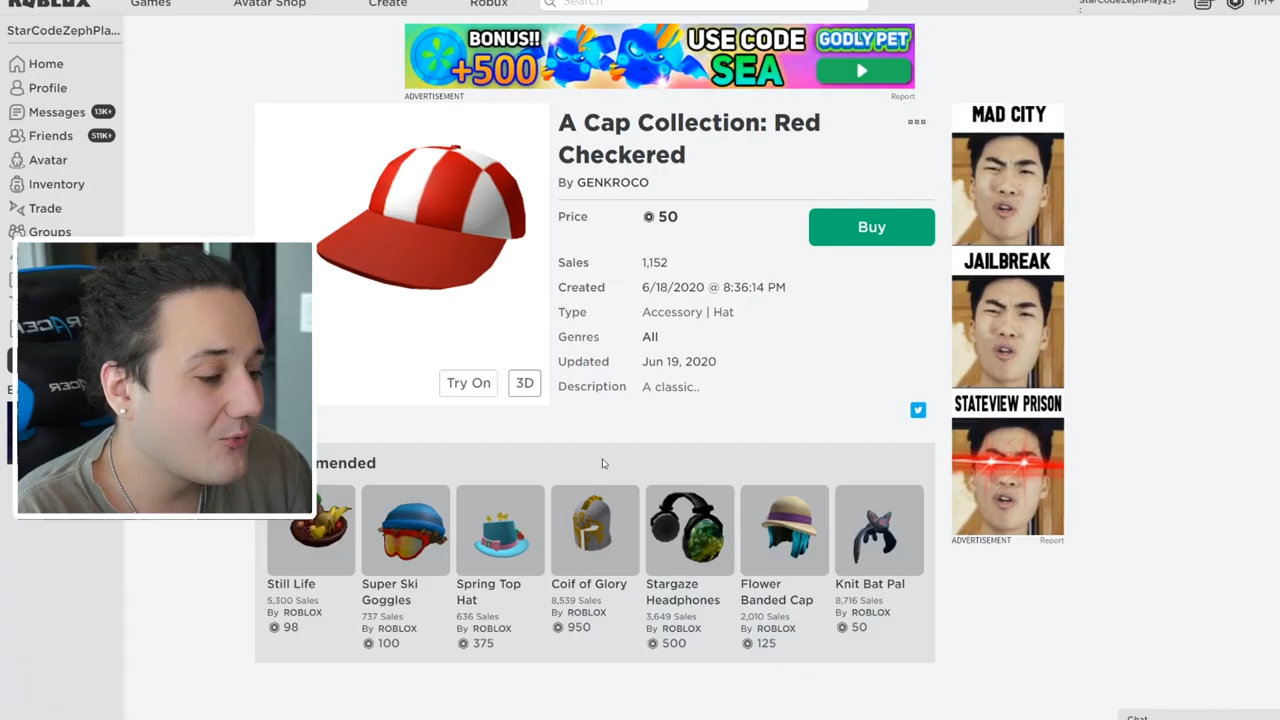 ROBLOX
Games
Avatar Shop
Create
Robux
Search
StarCodeZephPla...
Home
Profile
Messages 13K+
Friends 511K+
Avatar
Inventory
Trade
Groups
BONUS!!
+500
USE CODE
SEA
GODLY PET
ADVERTISEMENT
Report
A Cap Collection: Red
Checkered
By GENKROCO
Price 50
Buy
Sales 1,152
Created 6/18/2020 @ 8:36:14 PM
Type Accessory | Hat
Genres All
Updated Jun 19, 2020
Description A classic..
Try On
3D
MAD CITY
JAILBREAK
STATEVIEW PRISON
ADVERTISEMENT
Report
mended
Still Life
5,300 Sales
By ROBLOX
98
Super Ski
Goggles
737 Sales
By ROBLOX
100
Spring Top
Hat
636 Sales
By ROBLOX
375
Coif of Glory
8,539 Sales
By ROBLOX
950
Stargaze
Headphones
3,649 Sales
By ROBLOX
500
Flower
Banded Cap
2,010 Sales
By ROBLOX
125
Knit Bat Pal
8,716 Sales
By ROBLOX
50
Chat